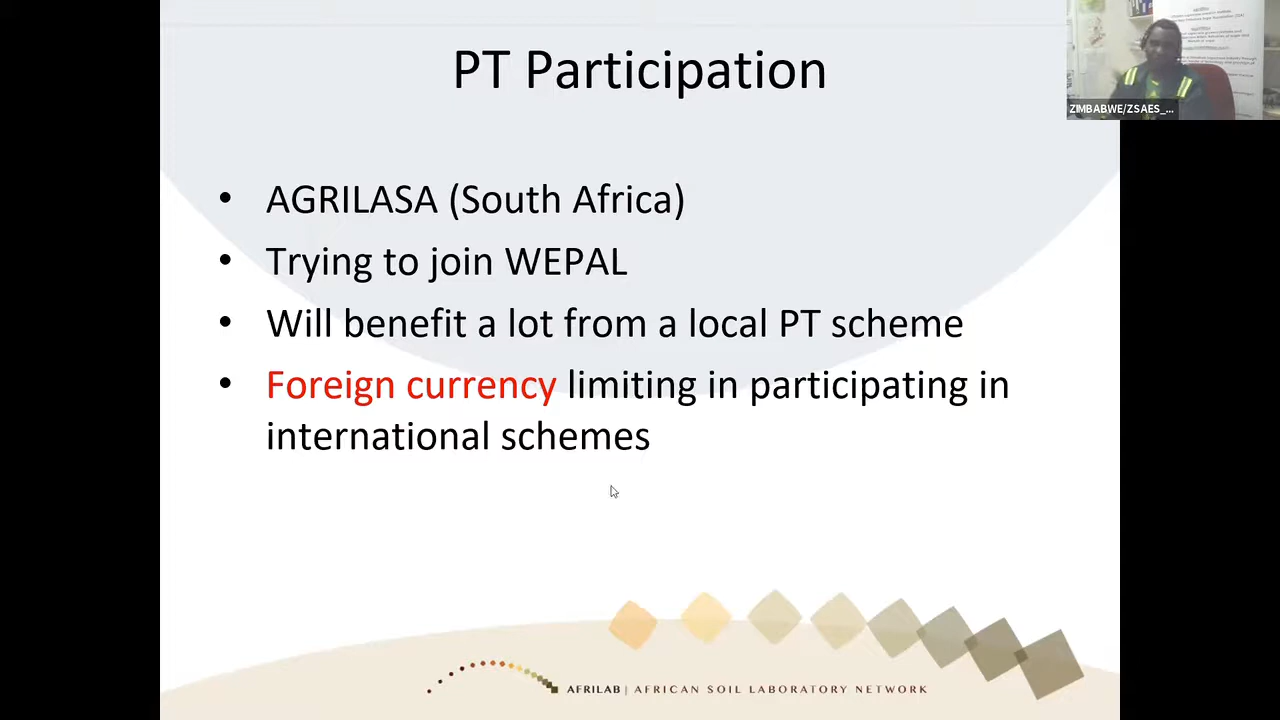 PT Participation
ZIMBABWE/ZSAES_...
• AGRILASA (South Africa)
• Trying to join WEPAL
• Will benefit a lot from a local PT scheme
• Foreign currency limiting in participating in
international schemes
AFRILAB | AFRICAN SOIL LABORATORY NETWORK